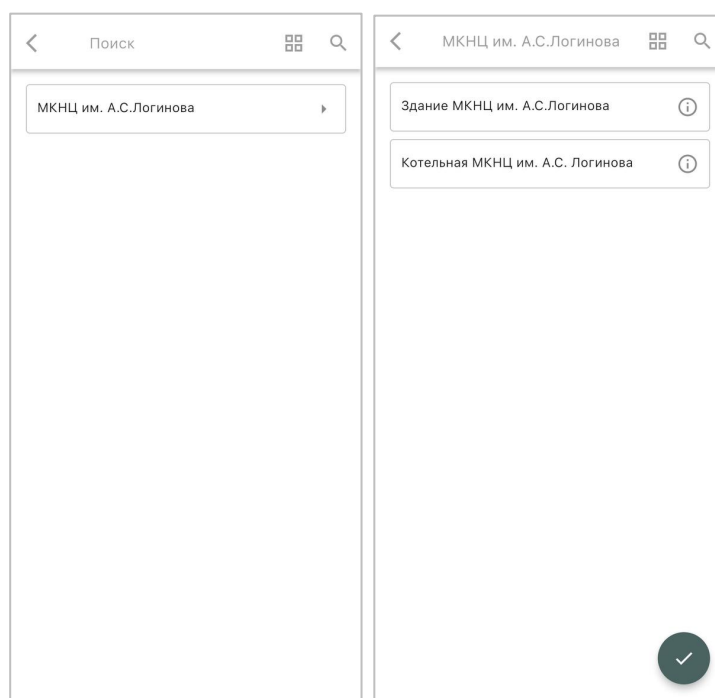 Поиск
МКНЦ им. А.С.Логинова
МКНЦ им. А.С.Логинова
Здание МКНЦ им. А.С.Логинова
Котельная МКНЦ им. А.С. Логинова